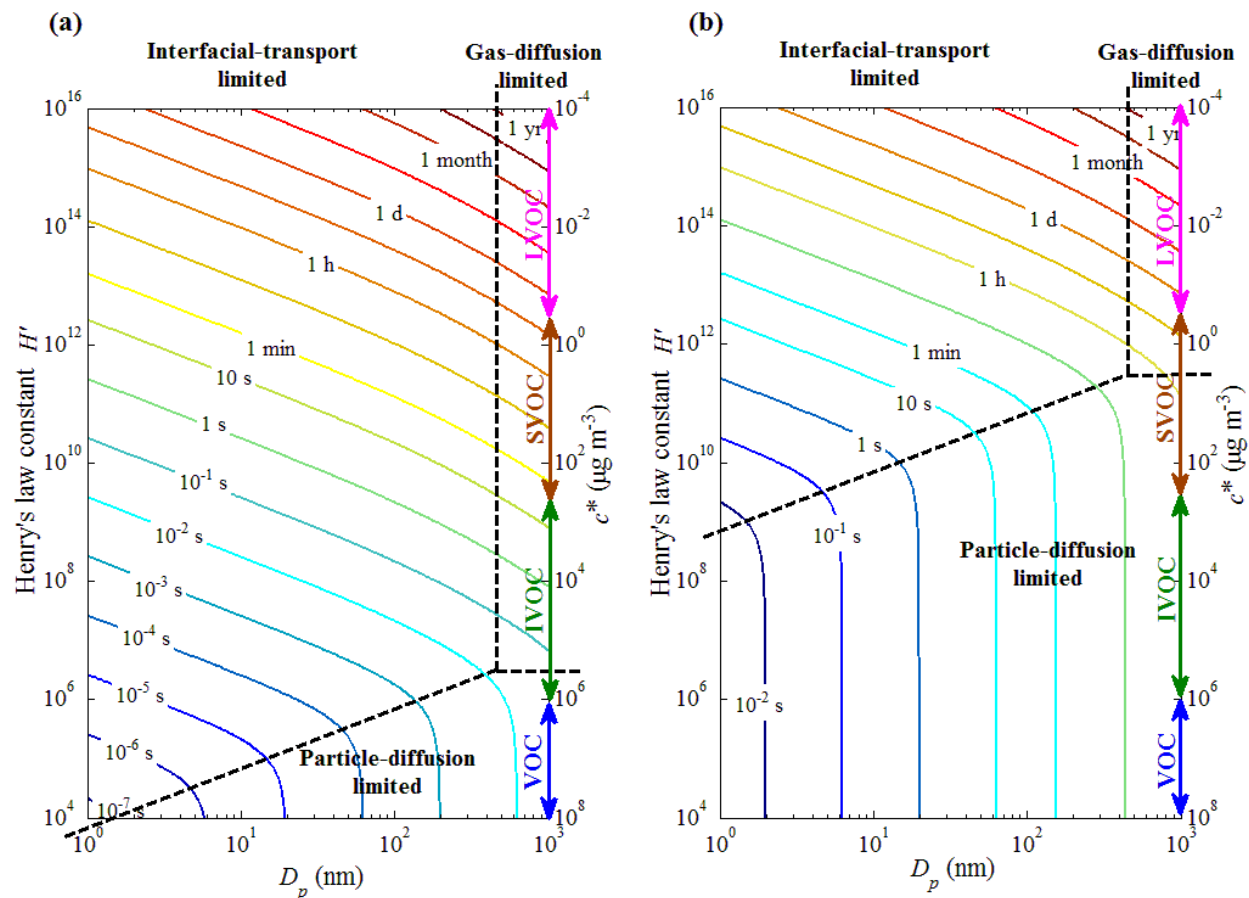 (a)
Interfacial-transport
limited
Gas-diffusion
limited
10^16
10^14
10^12
10^10
10^8
10^6
10^4
Henry's law constant H'
1 yr
1 month
1 d
1 h
1 min
10 s
1 s
10^-1 s
10^-2 s
10^-3 s
10^-4 s
10^-5 s
10^-6 s
10^-7 s
Particle-diffusion
limited
LVOC
SVOC
IVOC
VOC
10^-4
10^-2
10^0
10^2
10^4
10^6
10^8
c* (μg m^-3)
10^0
10^1
10^2
10^3
D_p (nm)
(b)
Interfacial-transport
limited
Gas-diffusion
limited
10^16
10^14
10^12
10^10
10^8
10^6
10^4
Henry's law constant H'
1 yr
1 month
1 d
1 h
1 min
10 s
1 s
10^-1 s
10^-2 s
Particle-diffusion
limited
LVOC
SVOC
IVOC
VOC
10^-4
10^-2
10^0
10^2
10^4
10^6
10^8
c* (μg m^-3)
10^0
10^1
10^2
10^3
D_p (nm)